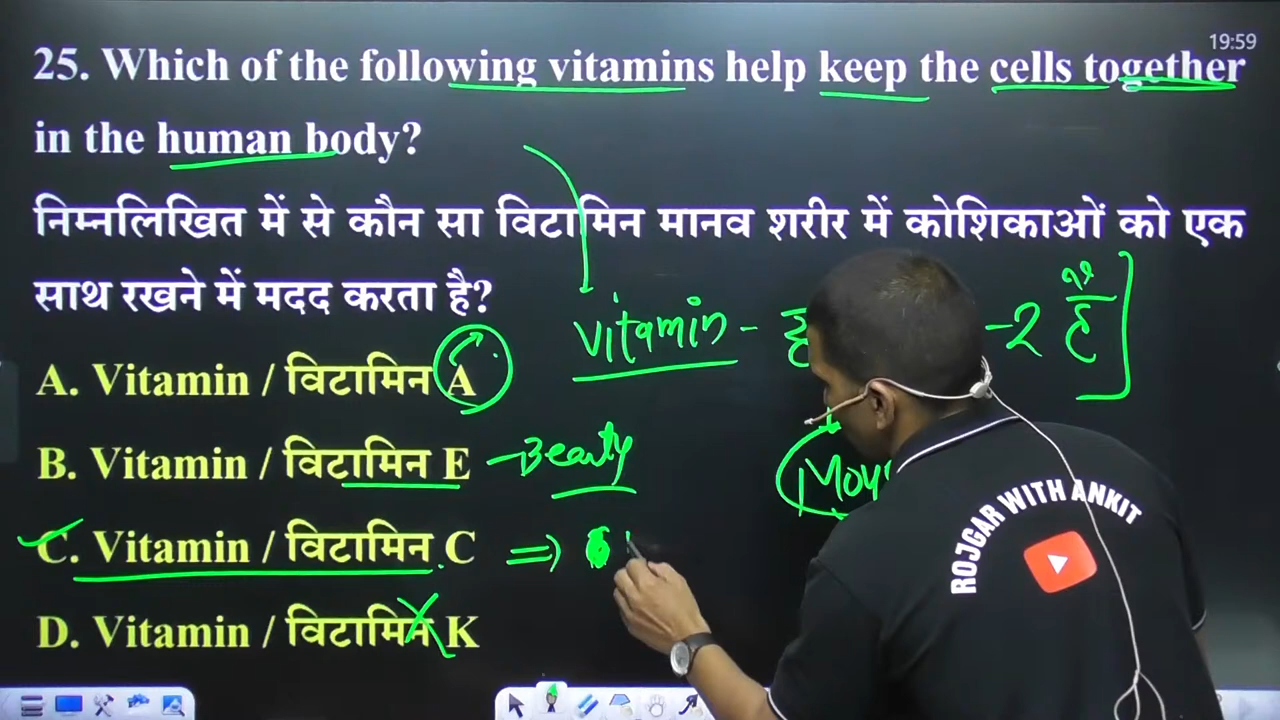 19:59
25. Which of the following vitamins help keep the cells together
in the human body?
निम्नलिखित में से कौन सा विटामिन मानव शरीर में कोशिकाओं को एक
साथ रखने में मदद करता है?
vitamin -
-2
A. Vitamin / विटामिन A
B. Vitamin / विटामिन E - Beauty
C. Vitamin / विटामिन C ⇒
D. Vitamin / विटामिन K
ROJGAR WITH ANKIT